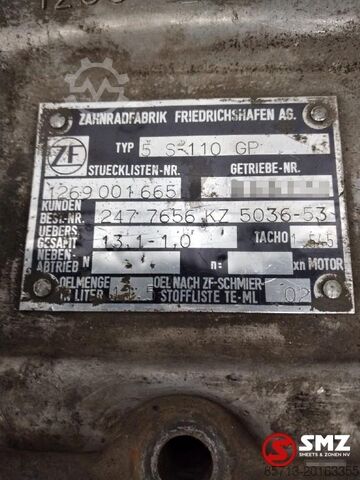 ZAHNRADFABRIK FRIEDRICHSHAFEN AG.
ZF
TYP 5 S-110 GP
STUECKLISTEN-NR. GETRIEBE-NR.
1269 001 665
KUNDEN
BEST-NR. 247 7656 KZ 5036-53
UEBERS.
GESAMT 13,1-1,0 TACHO
NEBEN-
ABTRIEB N n: xn MOTOR
OELMENGE OEL NACH ZF-SCHMIER-
IN LITER STOFFLISTE TE-ML 02
SMZ
SMEETS & ZONEN NV
85713-20163355